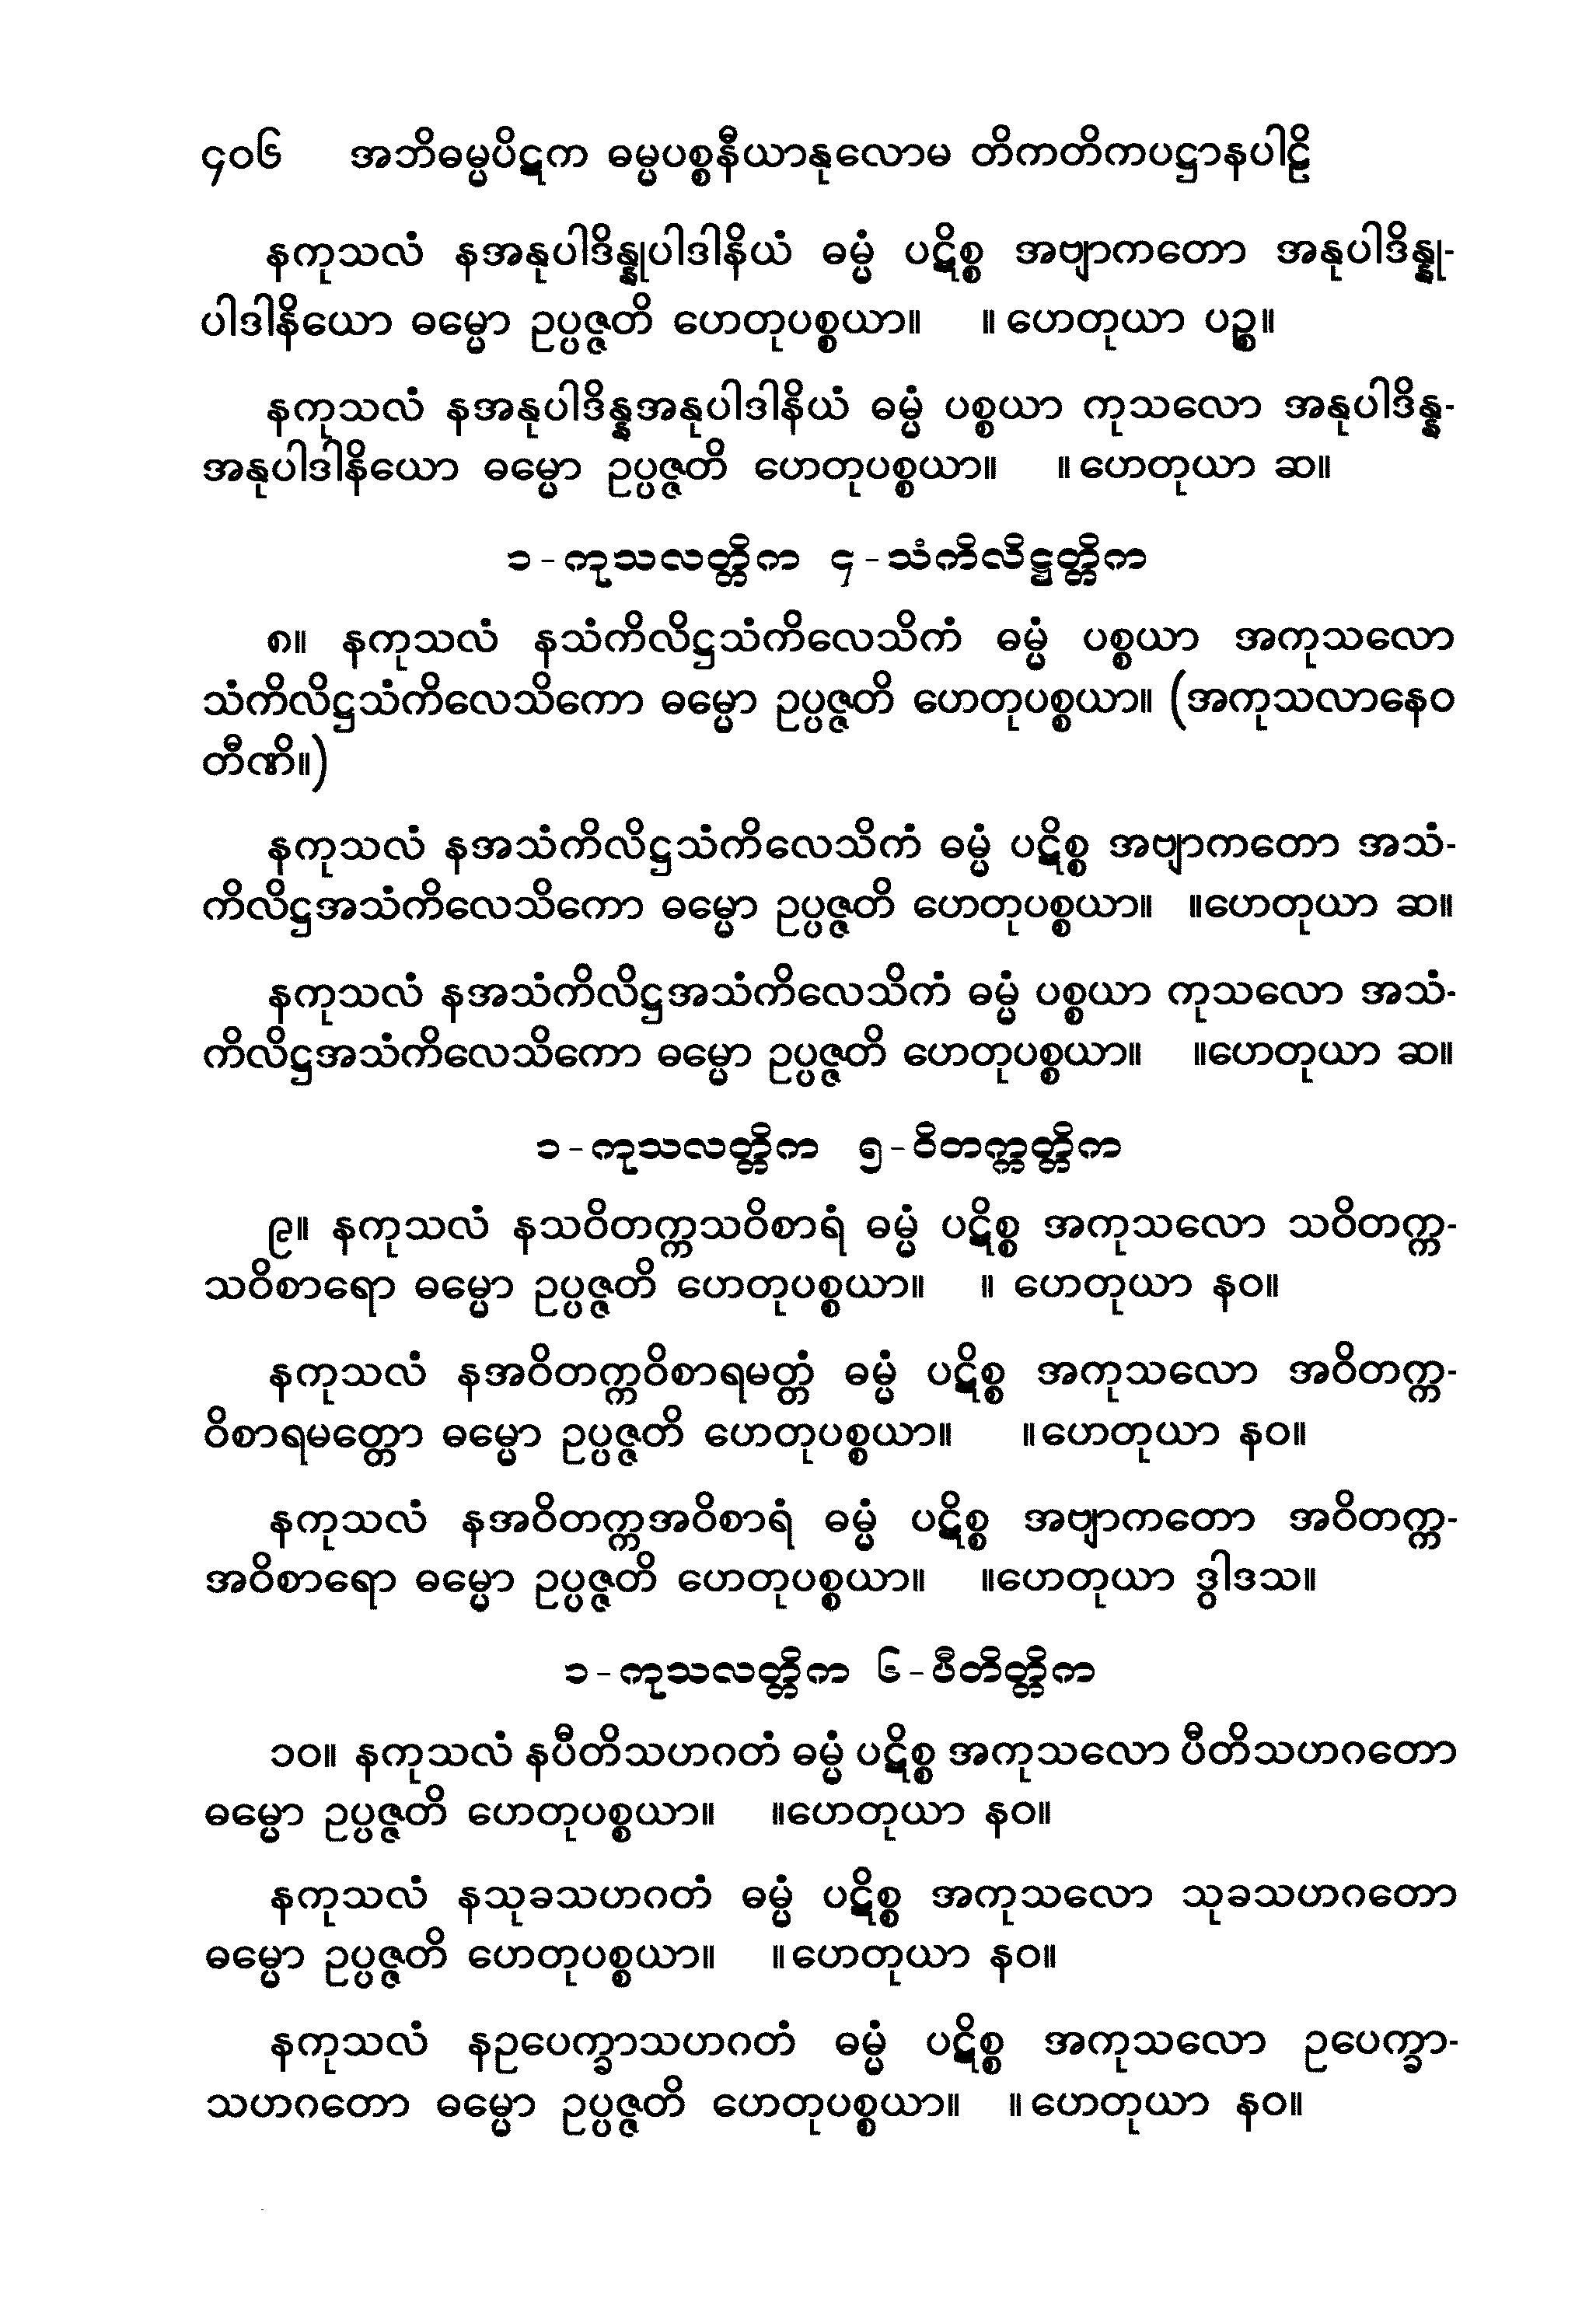 ၄၀၆ အဘိဓမ္မပိဋက ဓမ္မပစ္စနီယာနုလောမ တိကတိကပဋ္ဌာနပါဠိ
နကုသလံ နအနုပါဒိန္နုပါဒါနိယံ ဓမ္မံ ပဋိစ္စ အဗျာကတော အနုပါဒိန္နု-
ပါဒါနိယော ဓမ္မော ဥပ္ပဇ္ဇတိ ဟေတုပစ္စယာ။ ။ ဟေတုယာ ပဉ္စ။
နကုသလံ နအနုပါဒိန္နအနုပါဒါနိယံ ဓမ္မံ ပစ္စယာ ကုသလော အနုပါဒိန္န-
အနုပါဒါနိယော ဓမ္မော ဥပ္ပဇ္ဇတိ ဟေတုပစ္စယာ။ ။ ဟေတုယာ ဆ။
၁-ကုသလတ္တိက ၄-သံကိလိဋ္ဌတ္တိက
၈။ နကုသလံ နသံကိလိဋ္ဌသံကိလေသိကံ ဓမ္မံ ပစ္စယာ အကုသလော
သံကိလိဋ္ဌသံကိလေသိကော ဓမ္မော ဥပ္ပဇ္ဇတိ ဟေတုပစ္စယာ။ (အကုသလာနေဝ
တီဏိ။)
နကုသလံ နအသံကိလိဋ္ဌသံကိလေသိကံ ဓမ္မံ ပဋိစ္စ အဗျာကတော အသံ-
ကိလိဋ္ဌအသံကိလေသိကော ဓမ္မော ဥပ္ပဇ္ဇတိ ဟေတုပစ္စယာ။ ။ဟေတုယာ ဆ။
နကုသလံ နအသံကိလိဋ္ဌအသံကိလေသိကံ ဓမ္မံ ပစ္စယာ ကုသလော အသံ-
ကိလိဋ္ဌအသံကိလေသိကော ဓမ္မော ဥပ္ပဇ္ဇတိ ဟေတုပစ္စယာ။ ။ဟေတုယာ ဆ။
၁-ကုသလတ္တိက ၅-ဝိတက္ကတ္တိက
၉။ နကုသလံ နသဝိတက္ကသဝိစာရံ ဓမ္မံ ပဋိစ္စ အကုသလော သဝိတက္က-
သဝိစာရော ဓမ္မော ဥပ္ပဇ္ဇတိ ဟေတုပစ္စယာ။ ။ ဟေတုယာ နဝ။
နကုသလံ နအဝိတက္ကဝိစာရမတ္တံ ဓမ္မံ ပဋိစ္စ အကုသလော အဝိတက္က-
ဝိစာရမတ္တော ဓမ္မော ဥပ္ပဇ္ဇတိ ဟေတုပစ္စယာ။ ။ဟေတုယာ နဝ။
နကုသလံ နအဝိတက္ကအဝိစာရံ ဓမ္မံ ပဋိစ္စ အဗျာကတော အဝိတက္က-
အဝိစာရော ဓမ္မော ဥပ္ပဇ္ဇတိ ဟေတုပစ္စယာ။ ။ဟေတုယာ ဒွါဒသ။
၁-ကုသလတ္တိက ၆-ပီတိတ္တိက
၁၀။ နကုသလံ နပီတိသဟဂတံ ဓမ္မံ ပဋိစ္စ အကုသလော ပီတိသဟဂတော
ဓမ္မော ဥပ္ပဇ္ဇတိ ဟေတုပစ္စယာ။ ။ဟေတုယာ နဝ။
နကုသလံ နသုခသဟဂတံ ဓမ္မံ ပဋိစ္စ အကုသလော သုခသဟဂတော
ဓမ္မော ဥပ္ပဇ္ဇတိ ဟေတုပစ္စယာ။ ။ဟေတုယာ နဝ။
နကုသလံ နဥပေက္ခာသဟဂတံ ဓမ္မံ ပဋိစ္စ အကုသလော ဥပေက္ခာ-
သဟဂတော ဓမ္မော ဥပ္ပဇ္ဇတိ ဟေတုပစ္စယာ။ ။ ဟေတုယာ နဝ။